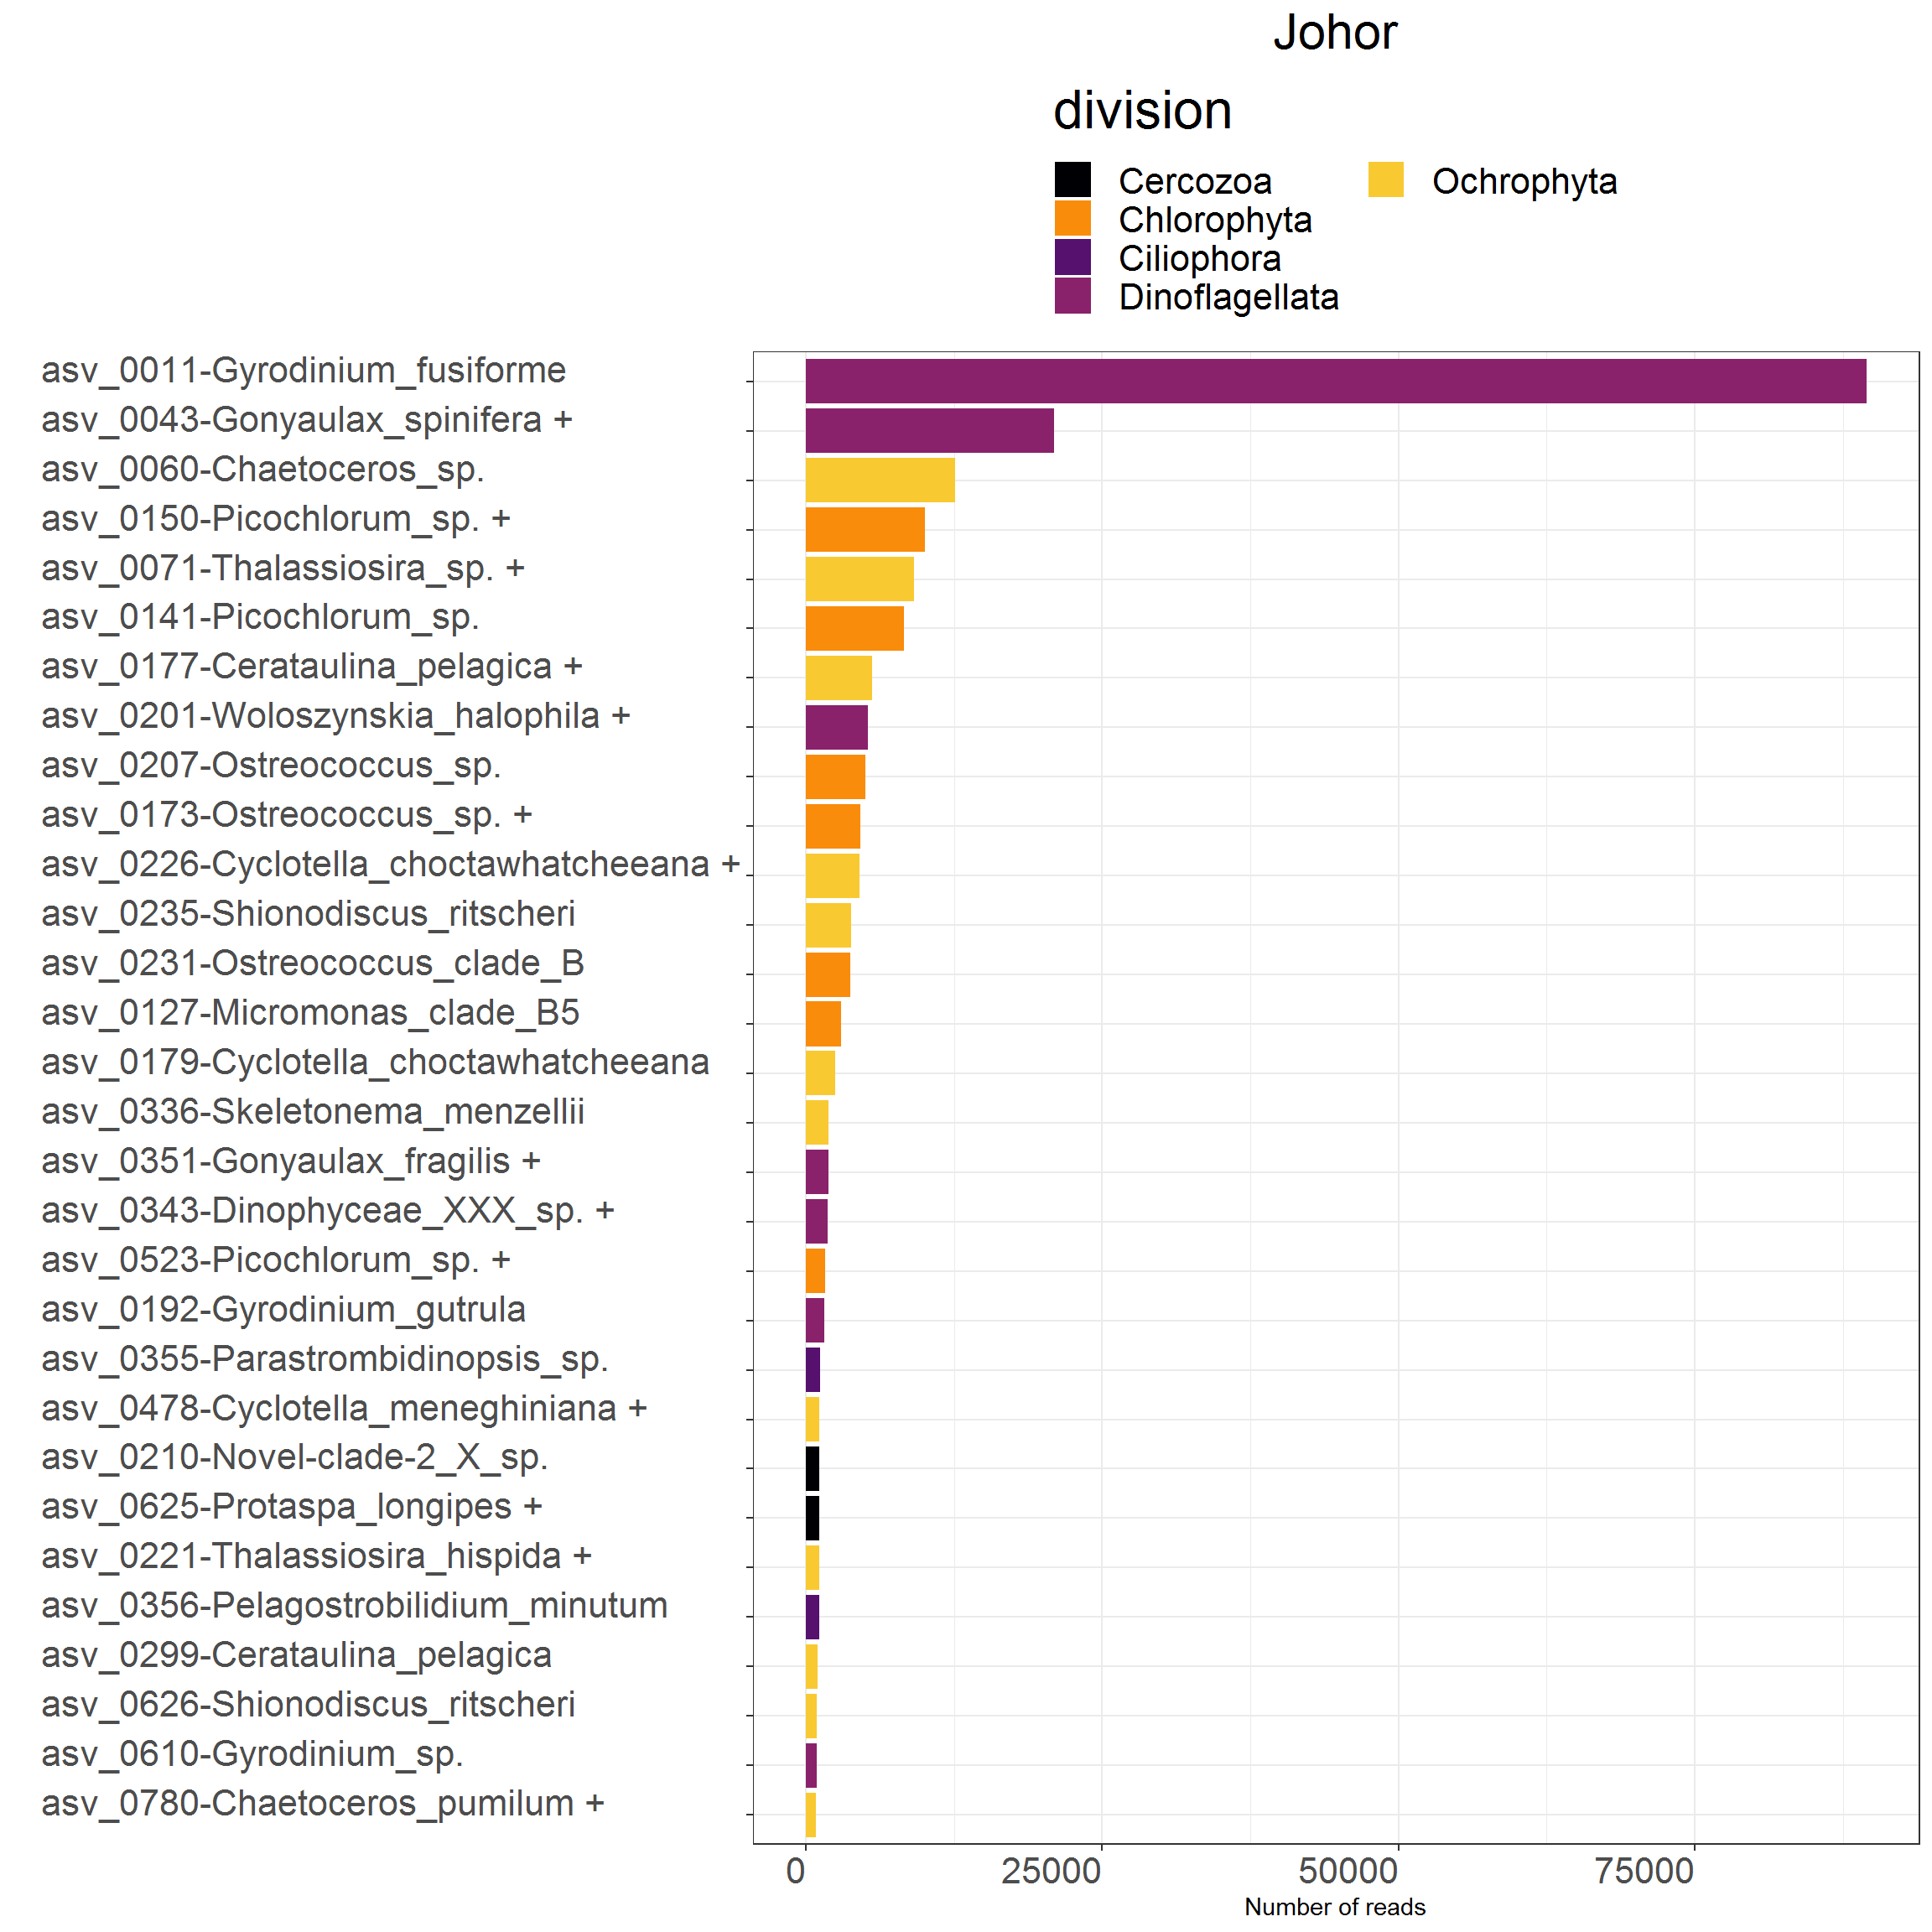 Johor
division
Cercozoa
Ochrophyta
Chlorophyta
Ciliophora
Dinoflagellata
asv_0011-Gyrodinium_fusiforme
asv_0043-Gonyaulax_spinifera +
asv_0060-Chaetoceros_sp.
asv_0150-Picochlorum_sp. +
asv_0071-Thalassiosira_sp. +
asv_0141-Picochlorum_sp.
asv_0177-Cerataulina_pelagica +
asv_0201-Woloszynskia_halophila +
asv_0207-Ostreococcus_sp.
asv_0173-Ostreococcus_sp. +
asv_0226-Cyclotella_choctawhatcheeana +
asv_0235-Shionodiscus_ritscheri
asv_0231-Ostreococcus_clade_B
asv_0127-Micromonas_clade_B5
asv_0179-Cyclotella_choctawhatcheeana
asv_0336-Skeletonema_menzellii
asv_0351-Gonyaulax_fragilis +
asv_0343-Dinophyceae_XXX_sp. +
asv_0523-Picochlorum_sp. +
asv_0192-Gyrodinium_gutrula
asv_0355-Parastrombidinopsis_sp.
asv_0478-Cyclotella_meneghiniana +
asv_0210-Novel-clade-2_X_sp.
asv_0625-Protaspa_longipes +
asv_0221-Thalassiosira_hispida +
asv_0356-Pelagostrobilidium_minutum
asv_0299-Cerataulina_pelagica
asv_0626-Shionodiscus_ritscheri
asv_0610-Gyrodinium_sp.
asv_0780-Chaetoceros_pumilum +
0 25000 50000 75000
Number of reads